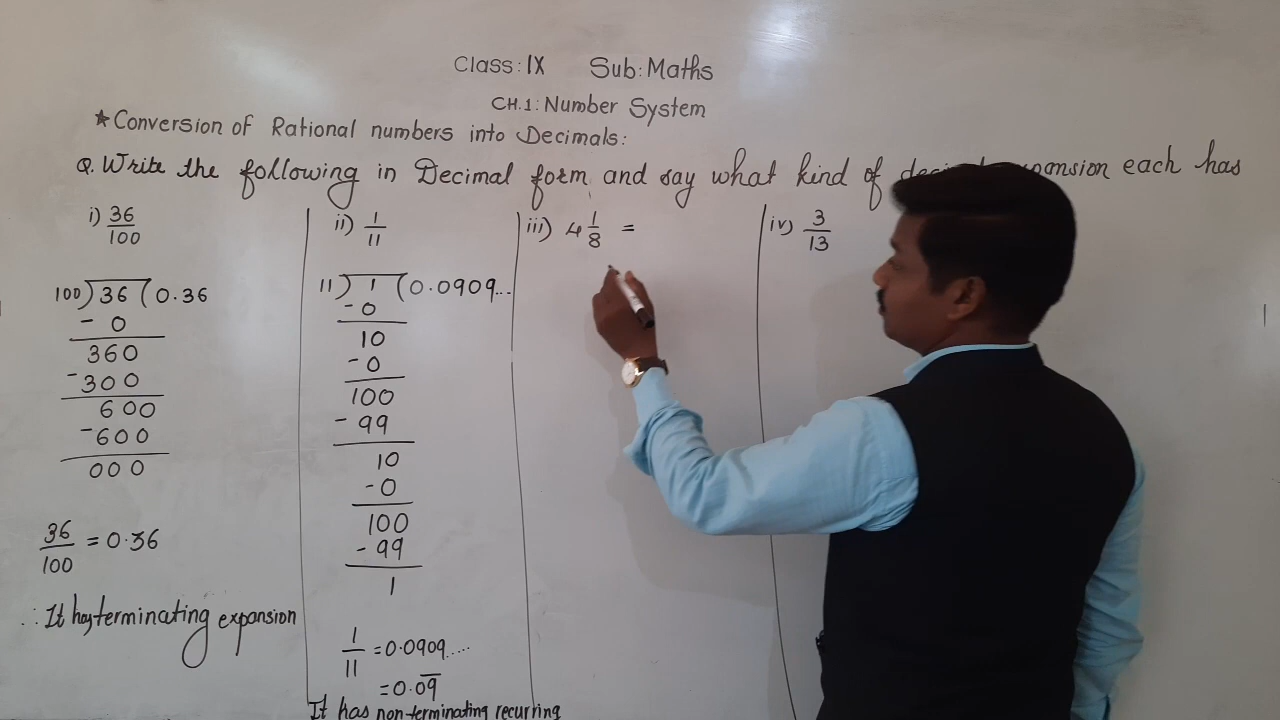 Class: IX Sub: Maths
CH.1: Number System
★Conversion of Rational numbers into Decimals:
Q. Write the following in Decimal form and say what kind of expansion each has
i) 36/100
100)36(0.36
- 0
360
-300
600
-600
000
36/100 = 0.36
∴ It has terminating expansion
ii) 1/11
11)1(0.0909...
-0
10
-0
100
-99
10
-0
100
-99
1
1/11 = 0.0909....
= 0.0̅9̅
It has non-terminating recurring
iii) 4 1/8 =
iv) 3/13